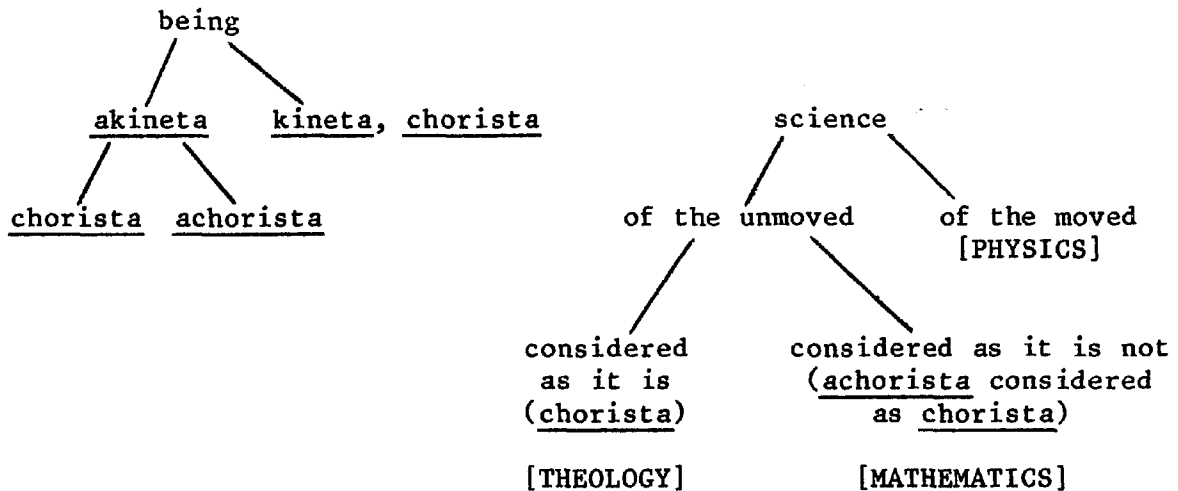 being
akineta kineta, chorista
chorista achorista
science
of the unmoved of the moved
[PHYSICS]
considered considered as it is not
as it is (achorista considered
(chorista) as chorista)
[THEOLOGY] [MATHEMATICS]